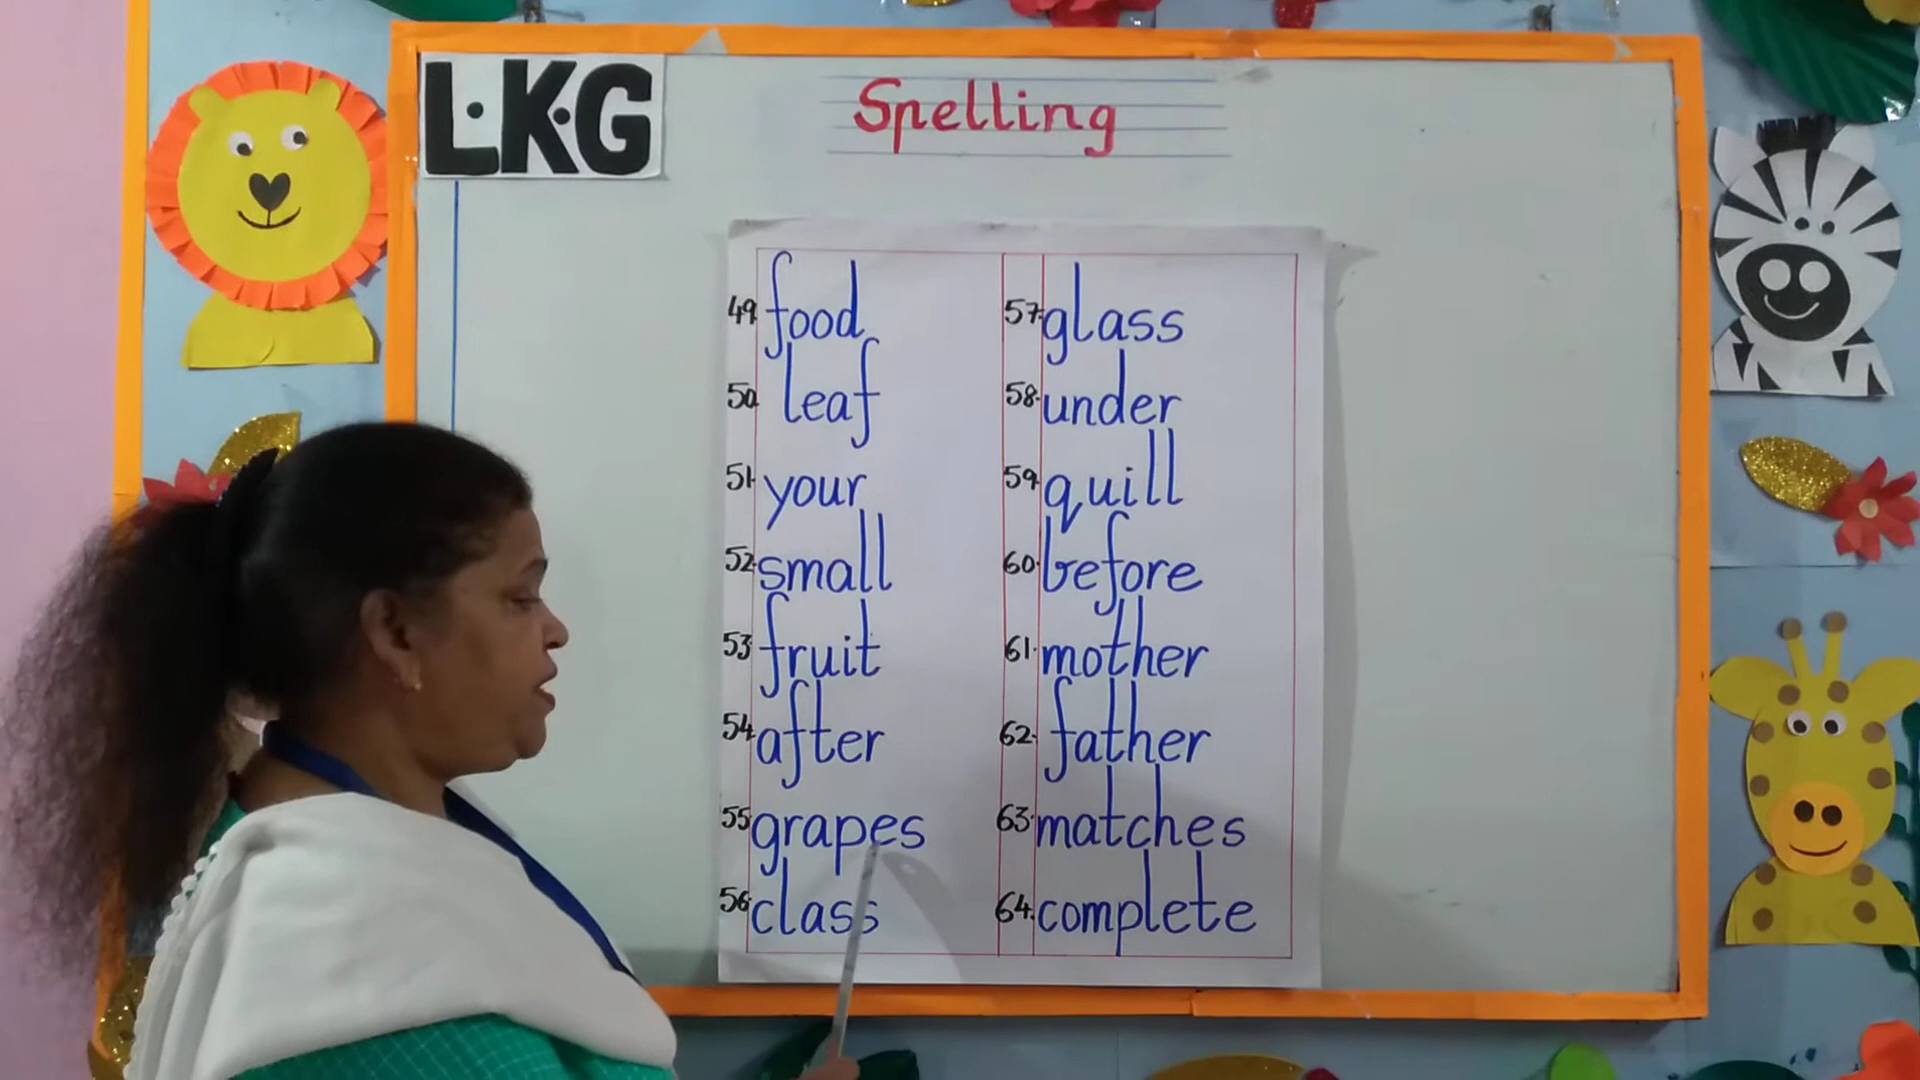 L.K.G
Spelling
49. food
50. leaf
51. your
52. small
53. fruit
54. after
55. grapes
56. class
57. glass
58. under
59. quill
60. before
61. mother
62. father
63. matches
64. complete